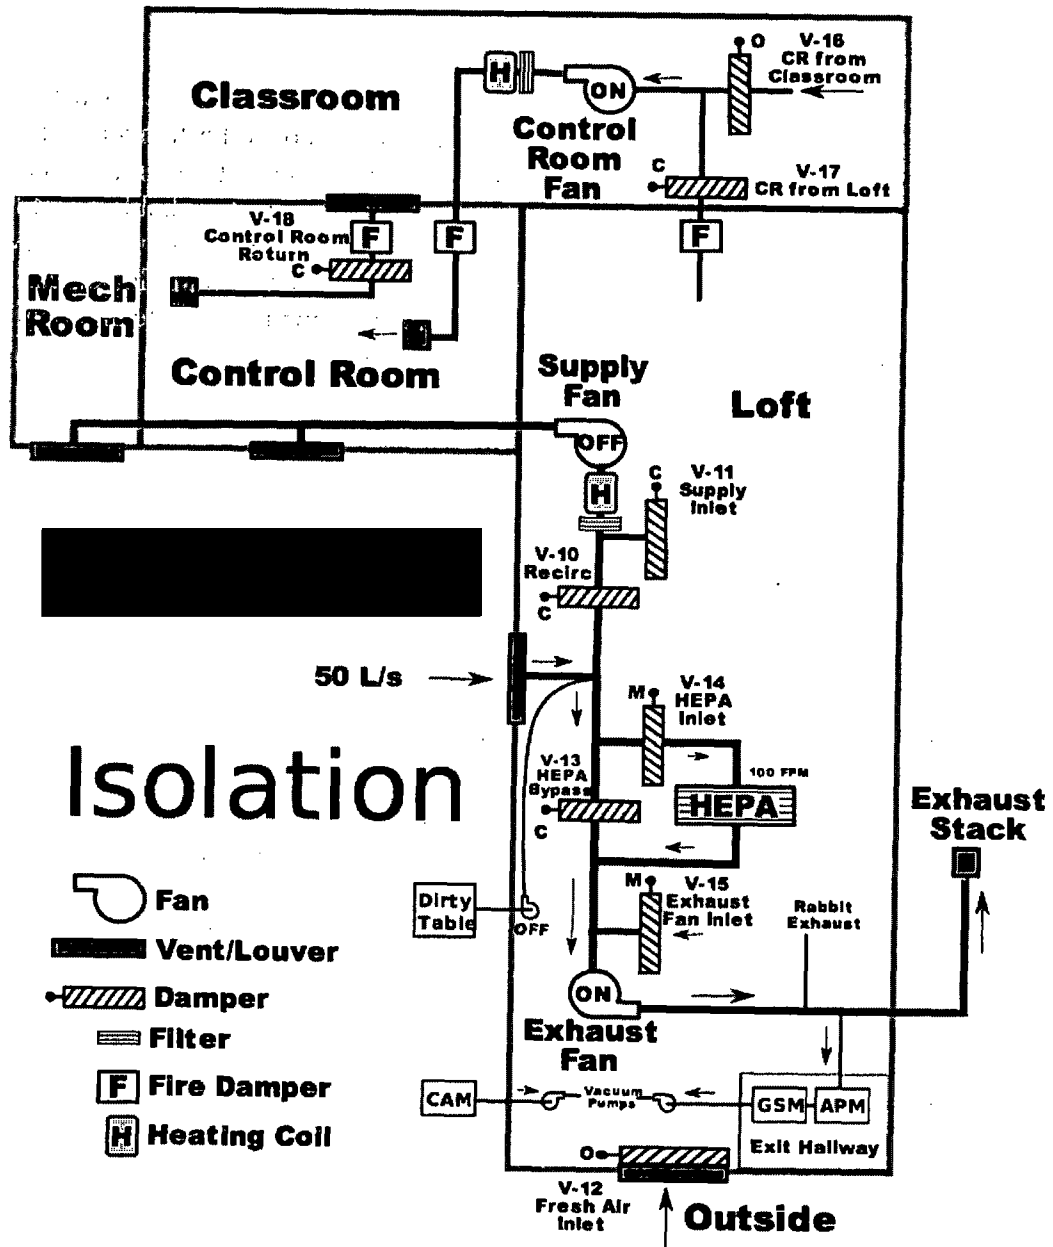 Classroom
H
ON
Control
Room
Fan
O
V-16
CR from
Classroom
C
V-17
CR from Loft
V-18
Control Room
Return
C
F
F
F
Mech
Room
Control Room
Supply
Fan
OFF
H
Loft
C
V-11
Supply
Inlet
V-10
Recirc
C
50 L/s
M
V-14
HEPA
Inlet
V-13
HEPA
Bypass
C
100 FPM
HEPA
Isolation
Exhaust
Stack
M
V-15
Exhaust
Fan Inlet
Dirty
Table
OFF
Rabbit
Exhaust
ON
Exhaust
Fan
Fan
Vent/Louver
Damper
Filter
F Fire Damper
H Heating Coil
CAM
Vacuum
Pumps
GSM
APM
Exit Hallway
O
V-12
Fresh Air
Inlet
Outside